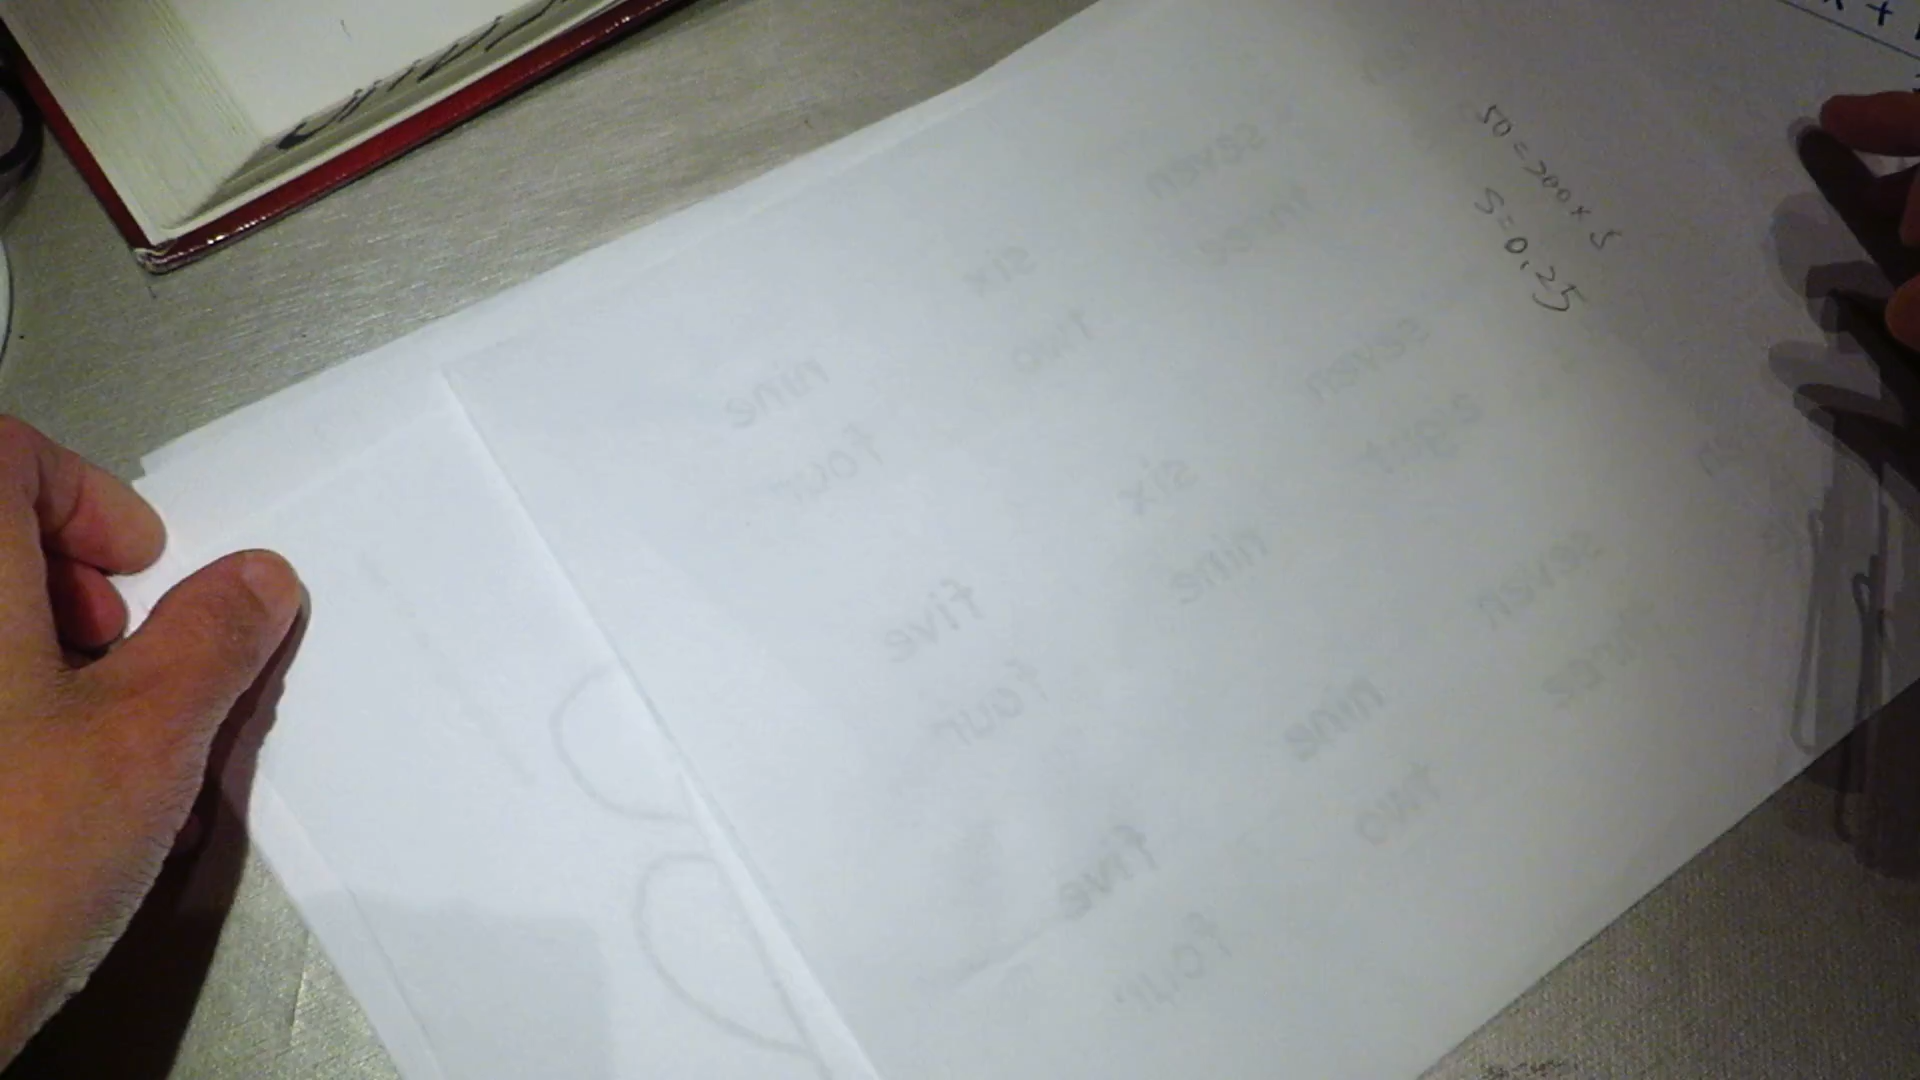 50 = 200 × S
S = 0.25
seven
three
six
two
nine
four
seven
eight
six
nine
five
four
seven
nine
two
five
four